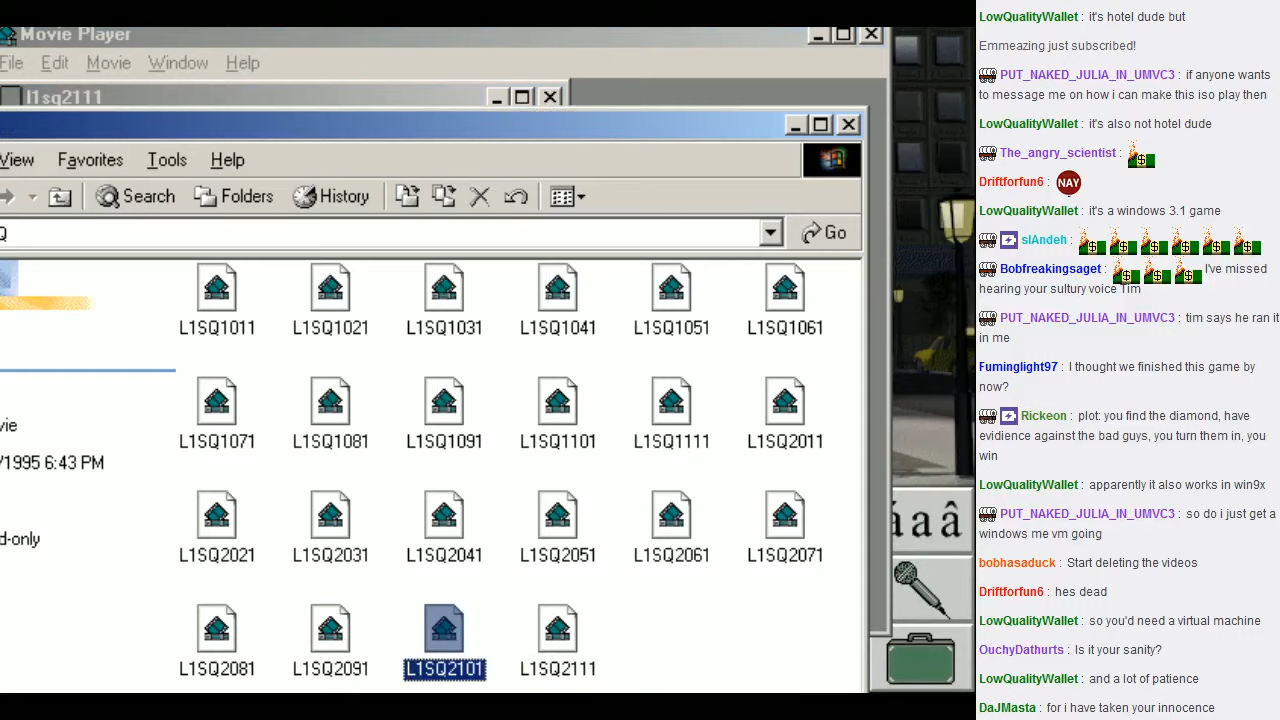 Movie Player
File Edit Movie Window Help
l1sq2111
View Favorites Tools Help
Search Folders History
Q
Go
L1SQ1011 L1SQ1021 L1SQ1031 L1SQ1041 L1SQ1051 L1SQ1061
L1SQ1071 L1SQ1081 L1SQ1091 L1SQ1101 L1SQ1111 L1SQ2011
vie
/1995 6:43 PM
L1SQ2021 L1SQ2031 L1SQ2041 L1SQ2051 L1SQ2061 L1SQ2071
d-only
L1SQ2081 L1SQ2091 L1SQ2101 L1SQ2111
áaâ
LowQualityWallet: it's hotel dude but
Emmeazing just subscribed!
PUT_NAKED_JULIA_IN_UMVC3: if anyone wants
to message me on how i can make this iso play then
LowQualityWallet: it's also not hotel dude
The_angry_scientist:
Driftforfun6: NAY
LowQualityWallet: it's a windows 3.1 game
slAndeh:
Bobfreakingsaget: I've missed
hearing your sultury voice Tim
PUT_NAKED_JULIA_IN_UMVC3: tim says he ran it
in me
Fuminglight97: I thought we finished this game by
now?
Rickeon: plot: you find the diamond, have
evidience against the bad guys, you turn them in, you
win
LowQualityWallet: apparently it also works in win9x
PUT_NAKED_JULIA_IN_UMVC3: so do i just get a
windows me vm going
bobhasaduck: Start deleting the videos
Driftforfun6: hes dead
LowQualityWallet: so you'd need a virtual machine
OuchyDathurts: Is it your sanity?
LowQualityWallet: and a lot of patience
DaJMasta: for i have taken your innocence